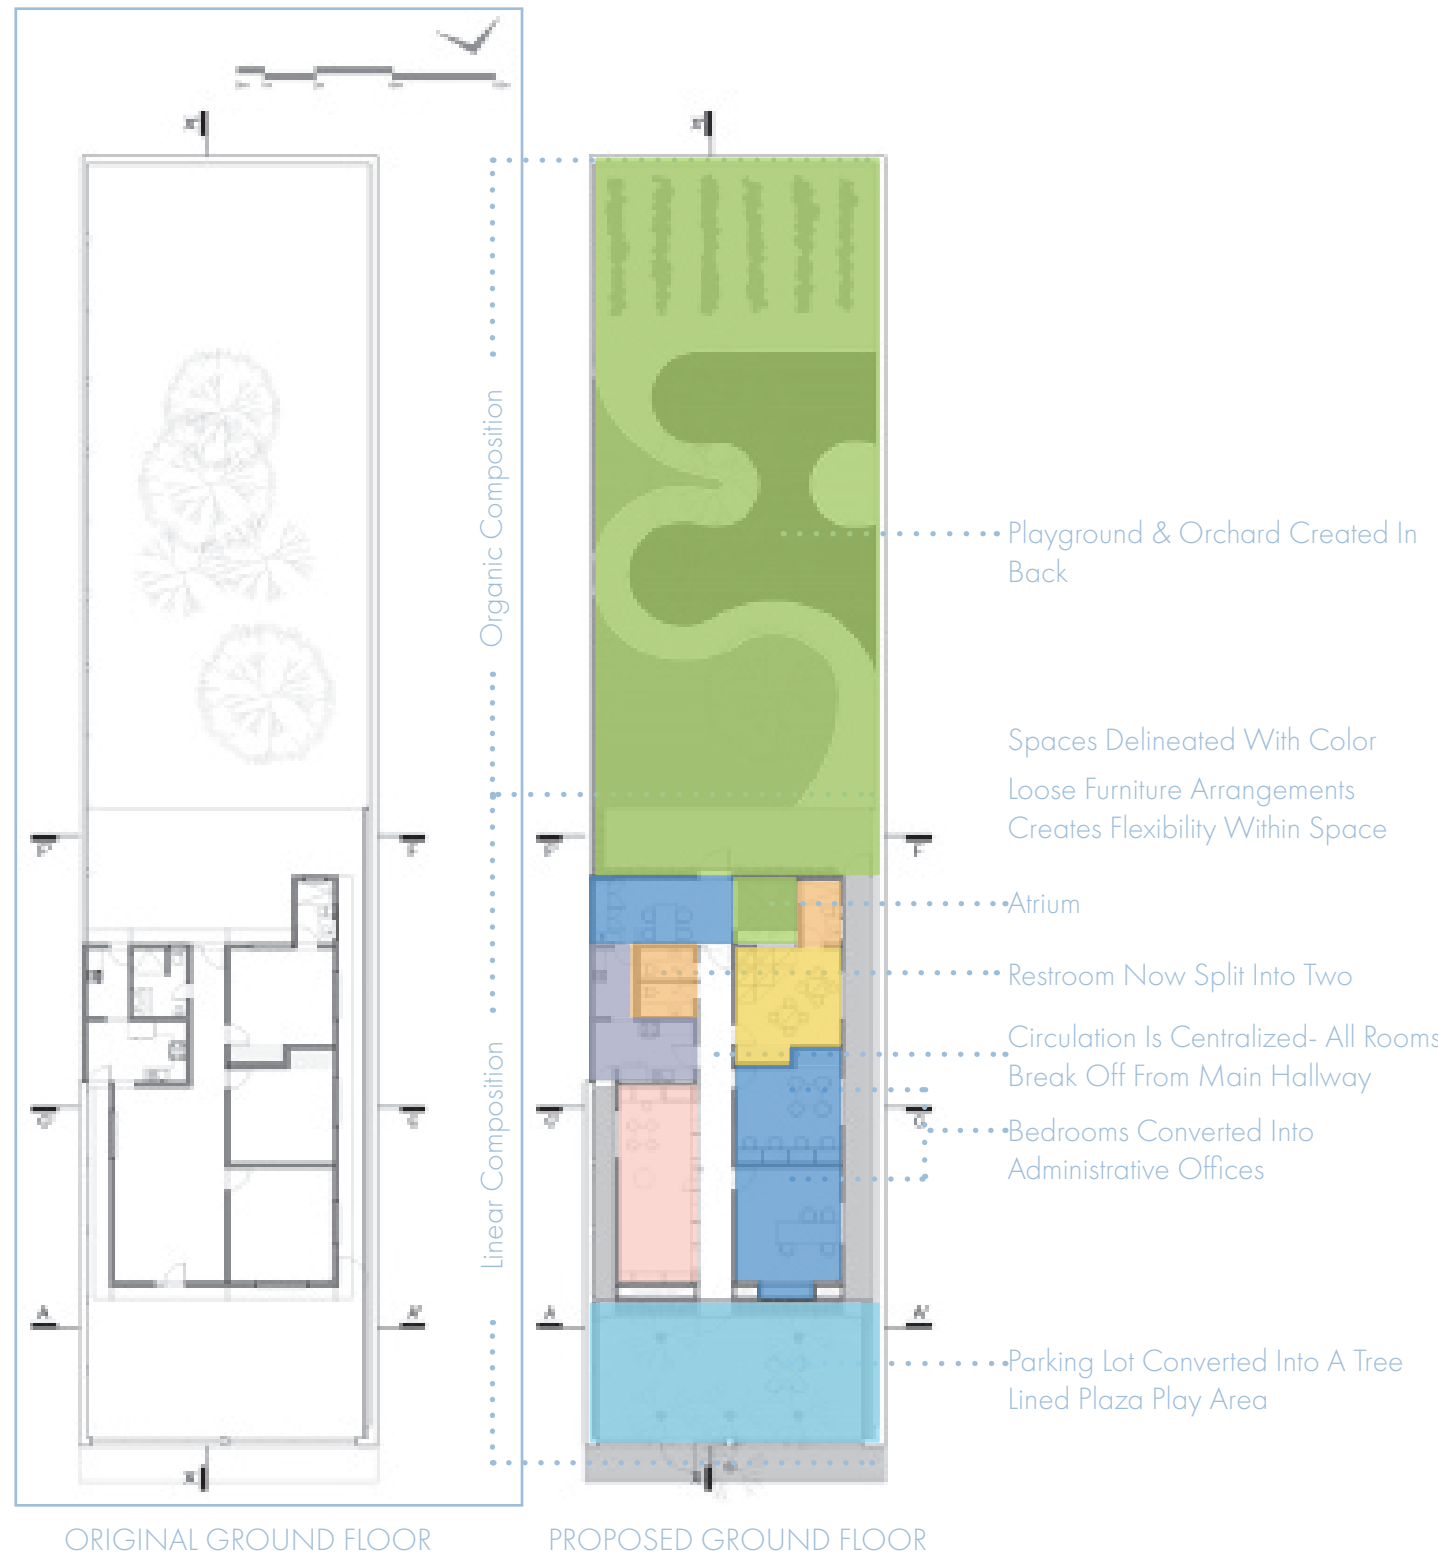 X'
X'
Organic Composition
Playground & Orchard Created In
Back
Spaces Delineated With Color
Loose Furniture Arrangements
Creates Flexibility Within Space
F'
F
F'
F
Atrium
Restroom Now Split Into Two
Circulation Is Centralized- All Rooms
Break Off From Main Hallway
Linear Composition
Bedrooms Converted Into
Administrative Offices
A
A'
A
A'
Parking Lot Converted Into A Tree
Lined Plaza Play Area
X
X
ORIGINAL GROUND FLOOR
PROPOSED GROUND FLOOR